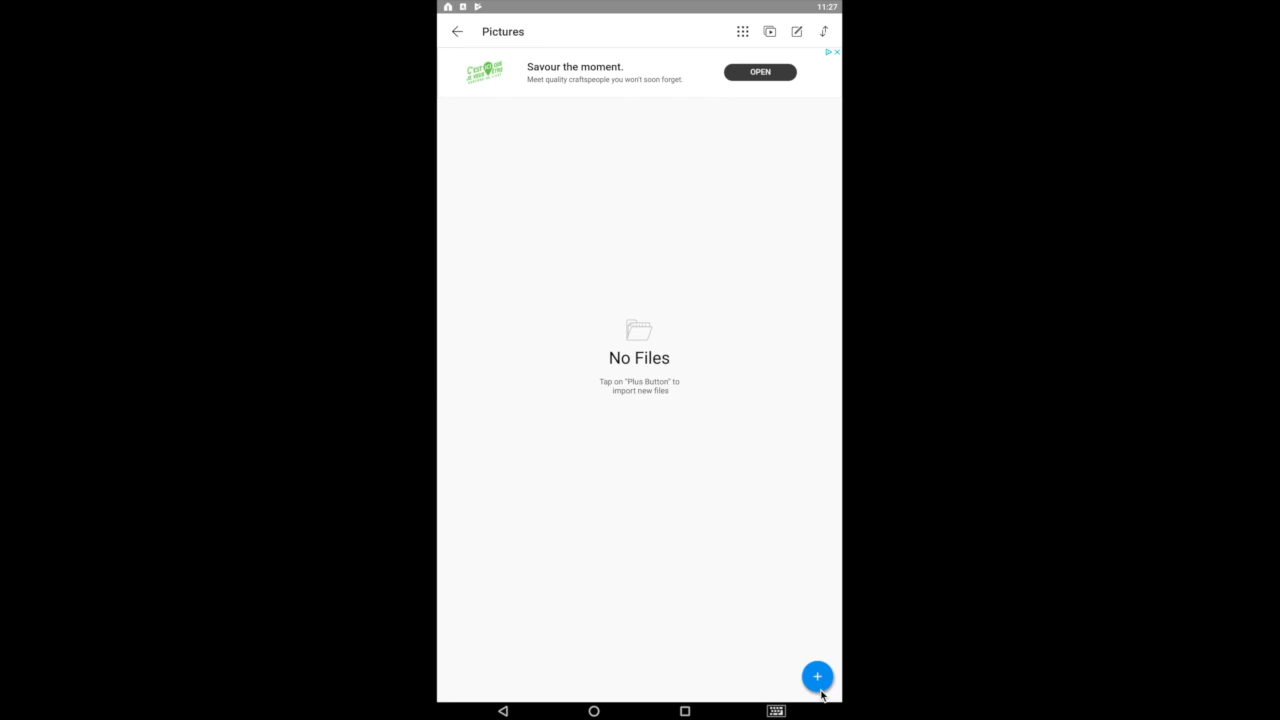 11:27
Pictures
Savour the moment.
Meet quality craftspeople you won't soon forget.
OPEN
No Files
Tap on "Plus Button" to
import new files